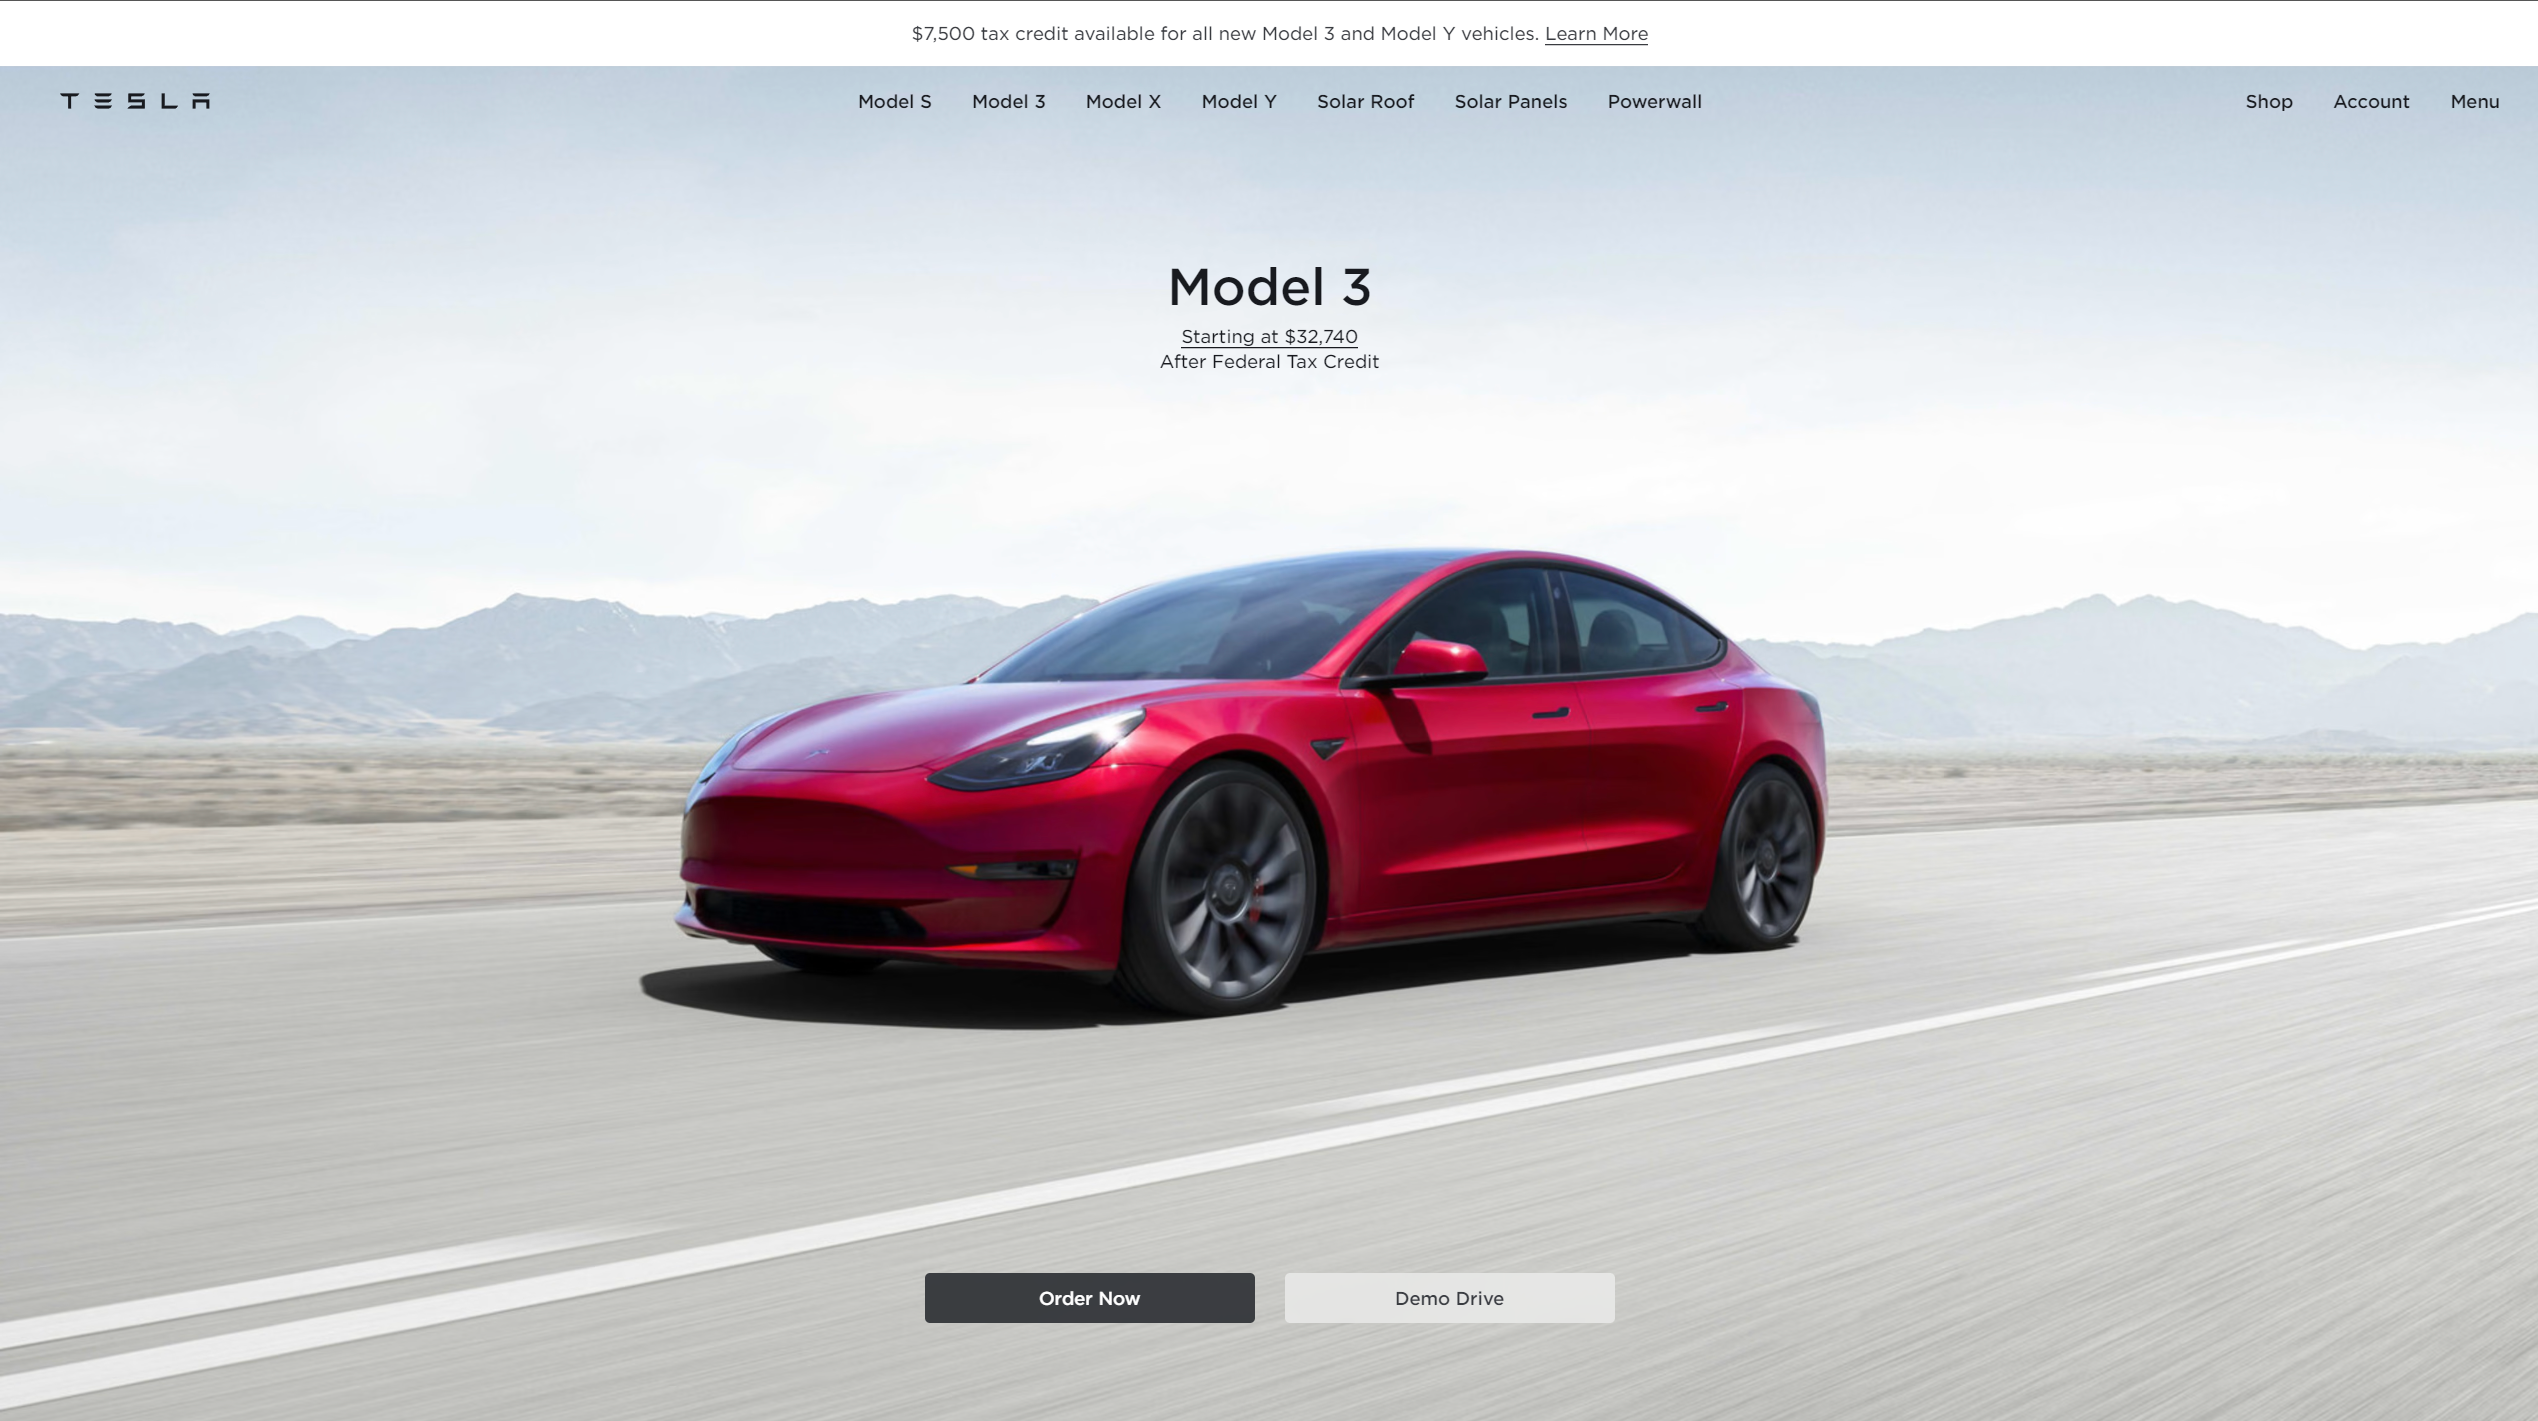 $7,500 tax credit available for all new Model 3 and Model Y vehicles. Learn More
TESLA Model S Model 3 Model X Model Y Solar Roof Solar Panels Powerwall Shop Account Menu
Model 3
Starting at $32,740
After Federal Tax Credit
Order Now Demo Drive